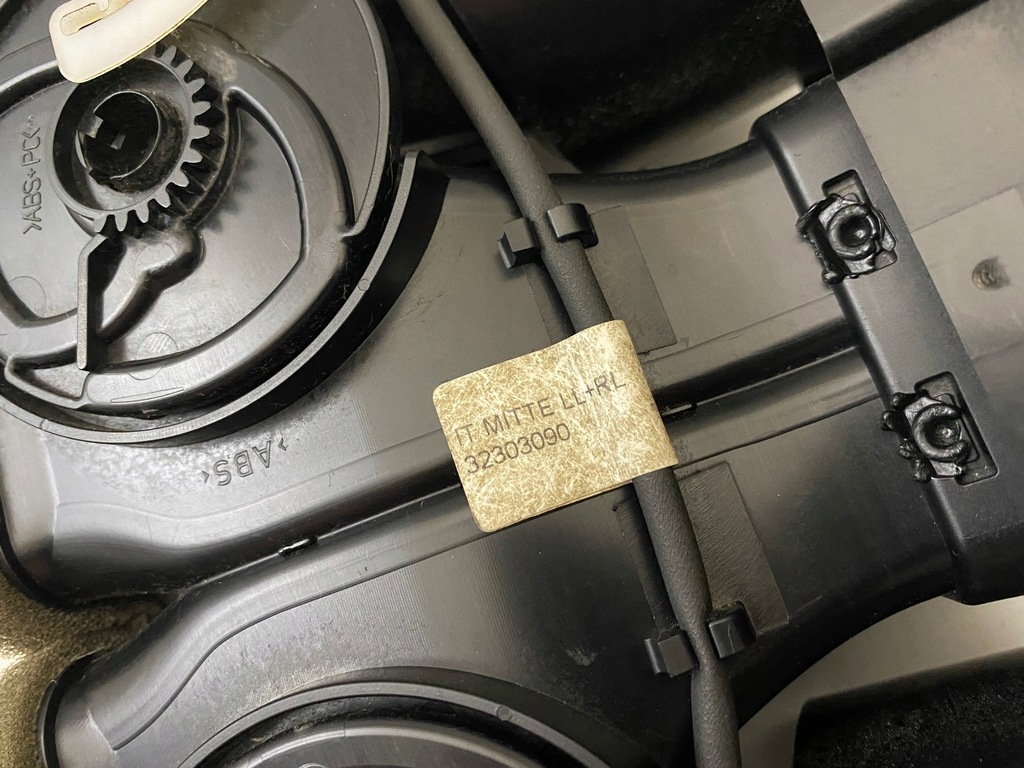 >ABS+PC<
IT MITTE LL+RL
32303090
>ABS<